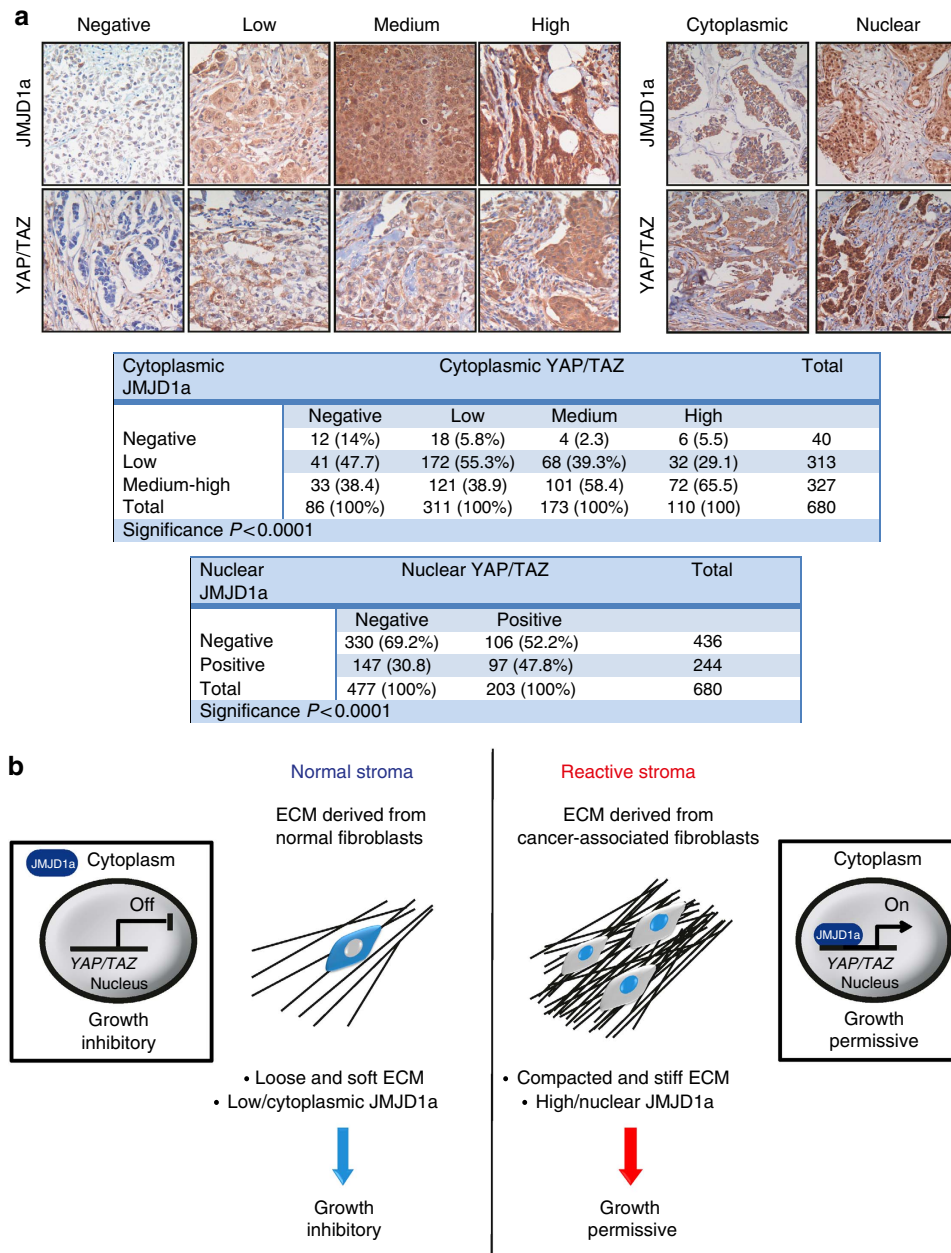 a
Negative Low Medium High Cytoplasmic Nuclear
JMJD1a
JMJD1a
YAP/TAZ
YAP/TAZ
Cytoplasmic JMJD1a Cytoplasmic YAP/TAZ Total
Negative Low Medium High
Negative 12 (14%) 18 (5.8%) 4 (2.3) 6 (5.5) 40
Low 41 (47.7) 172 (55.3%) 68 (39.3%) 32 (29.1) 313
Medium-high 33 (38.4) 121 (38.9) 101 (58.4) 72 (65.5) 327
Total 86 (100%) 311 (100%) 173 (100%) 110 (100) 680
Significance P<0.0001
Nuclear JMJD1a Nuclear YAP/TAZ Total
Negative Positive
Negative 330 (69.2%) 106 (52.2%) 436
Positive 147 (30.8) 97 (47.8%) 244
Total 477 (100%) 203 (100%) 680
Significance P<0.0001
b
Normal stroma
ECM derived from
normal fibroblasts
JMJD1a Cytoplasm
Off
YAP/TAZ
Nucleus
Growth
inhibitory
• Loose and soft ECM
• Low/cytoplasmic JMJD1a
Growth
inhibitory
Reactive stroma
ECM derived from
cancer-associated fibroblasts
Cytoplasm
On
JMJD1a
YAP/TAZ
Nucleus
Growth
permissive
• Compacted and stiff ECM
• High/nuclear JMJD1a
Growth
permissive